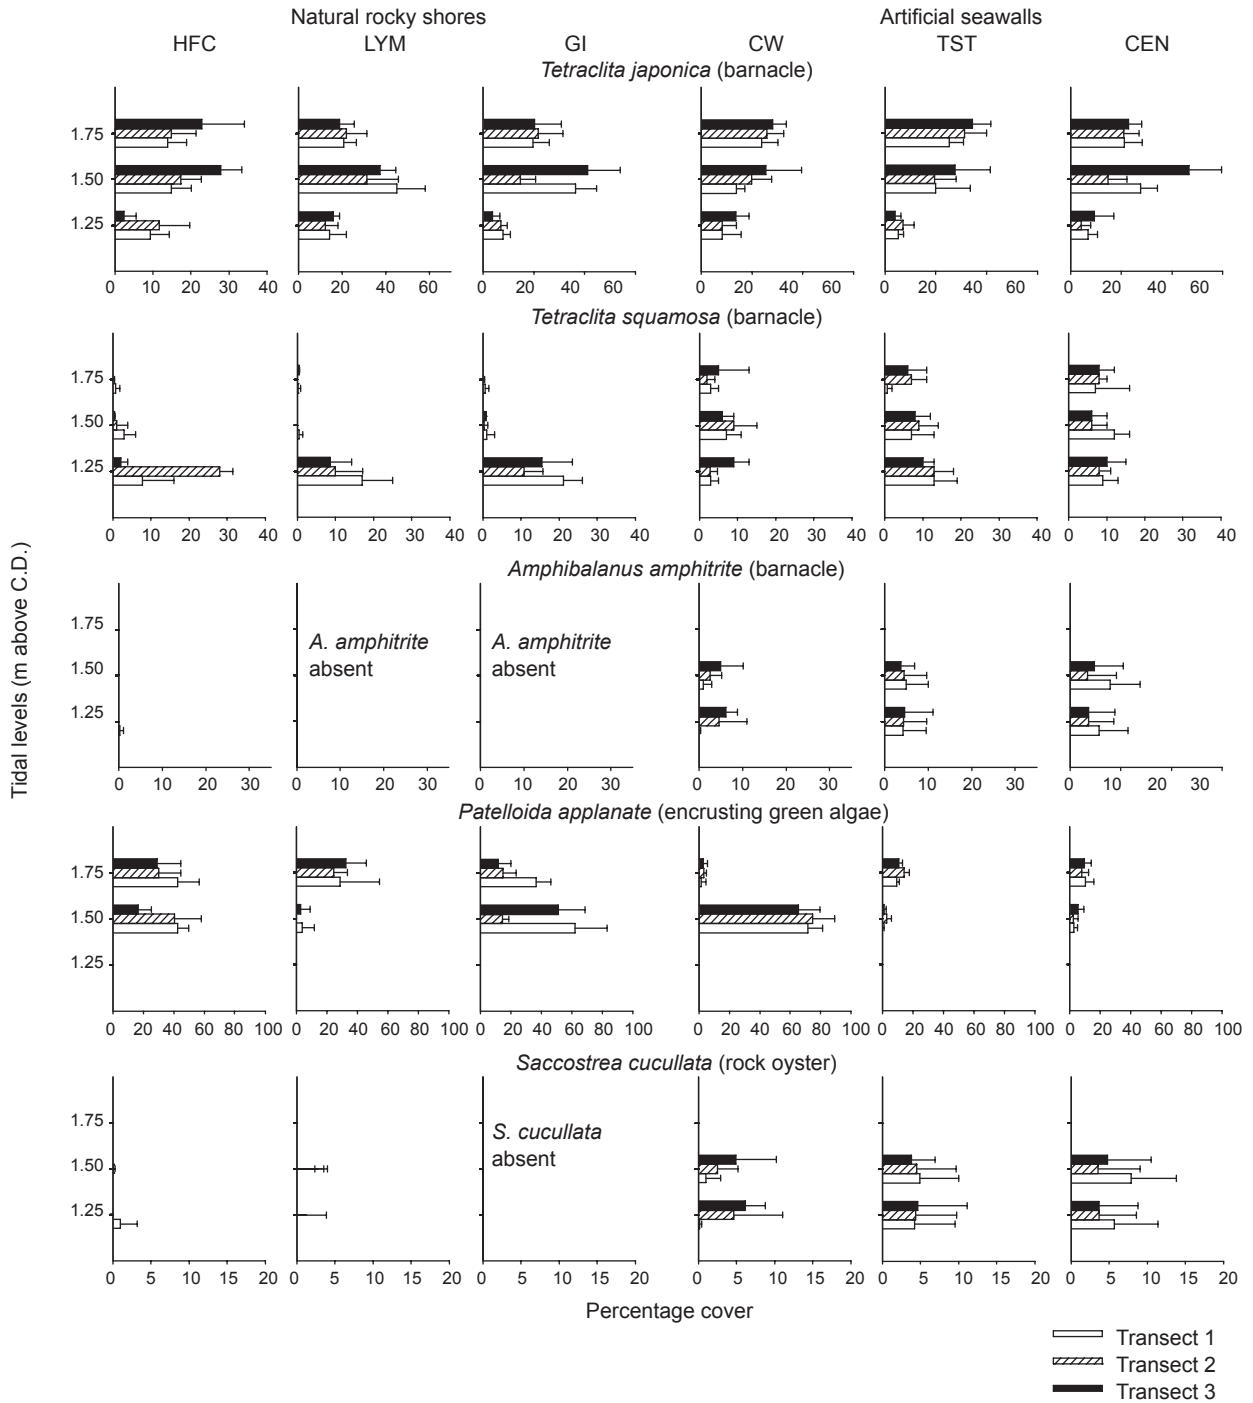 Natural rocky shores Artificial seawalls
HFC LYM GI CW TST CEN
Tetraclita japonica (barnacle)
1.75
1.50
1.25
0 10 20 30 40 0 20 40 60 0 20 40 60 0 20 40 60 0 20 40 60 0 20 40 60
Tetraclita squamosa (barnacle)
1.75
1.50
1.25
0 10 20 30 40 0 10 20 30 40 0 10 20 30 40 0 10 20 30 40 0 10 20 30 40 0 10 20 30 40
Amphibalanus amphitrite (barnacle)
1.75
A. amphitrite A. amphitrite
absent absent
1.50
1.25
0 10 20 30 0 10 20 30 0 10 20 30 0 10 20 30 0 10 20 30 0 10 20 30
Patelloida applanate (encrusting green algae)
1.75
1.50
1.25
0 20 40 60 80 100 0 20 40 60 80 100 0 20 40 60 80 100 0 20 40 60 80 100 0 20 40 60 80 100 0 20 40 60 80 100
Saccostrea cucullata (rock oyster)
1.75
S. cucullata
absent
1.50
1.25
0 5 10 15 20 0 5 10 15 20 0 5 10 15 20 0 5 10 15 20 0 5 10 15 20 0 5 10 15 20
Tidal levels (m above C.D.)
Percentage cover
Transect 1
Transect 2
Transect 3